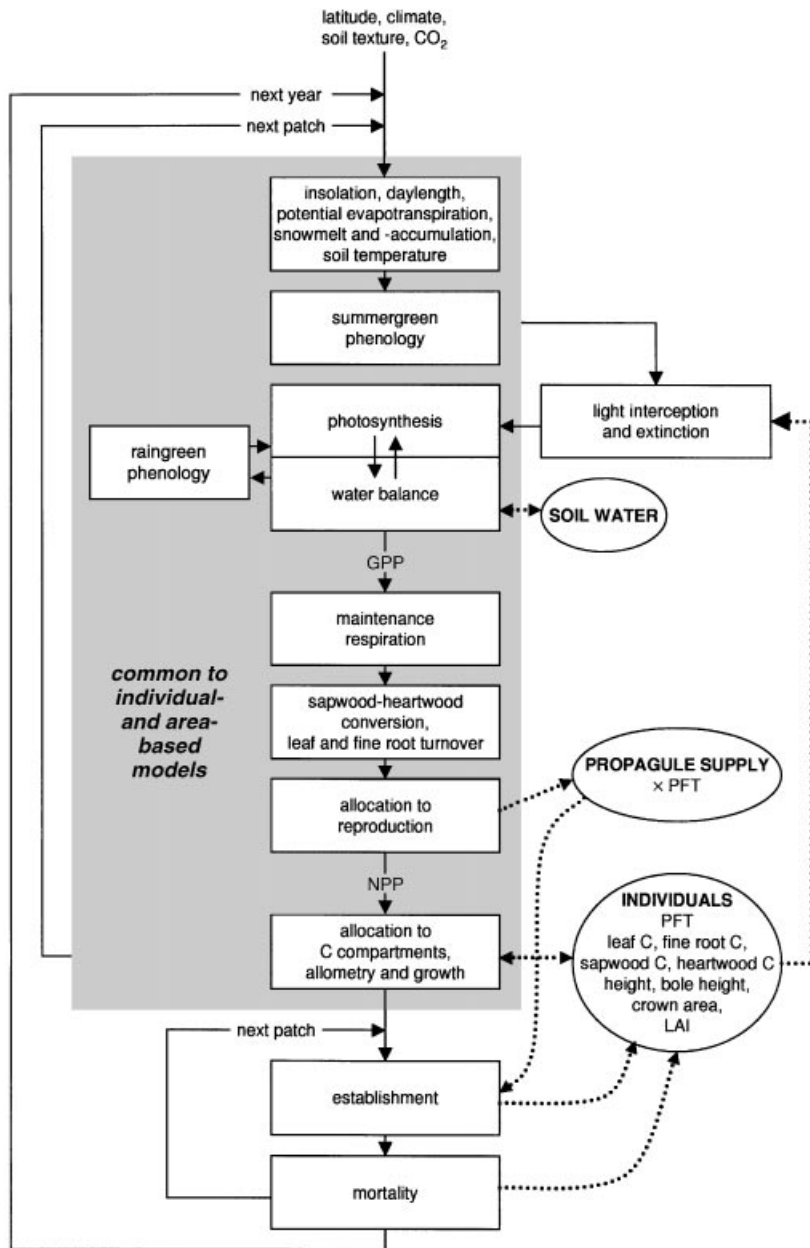 latitude, climate,
soil texture, CO₂
next year
next patch
insolation, daylength,
potential evapotranspiration,
snowmelt and -accumulation,
soil temperature
summergreen
phenology
photosynthesis
light interception
and extinction
raingreen
phenology
water balance
SOIL WATER
GPP
maintenance
respiration
common to
individual-
and area-
based
models
sapwood-heartwood
conversion,
leaf and fine root turnover
PROPAGULE SUPPLY
× PFT
allocation to
reproduction
NPP
allocation to
C compartments,
allometry and growth
INDIVIDUALS
PFT
leaf C, fine root C,
sapwood C, heartwood C
height, bole height,
crown area,
LAI
next patch
establishment
mortality